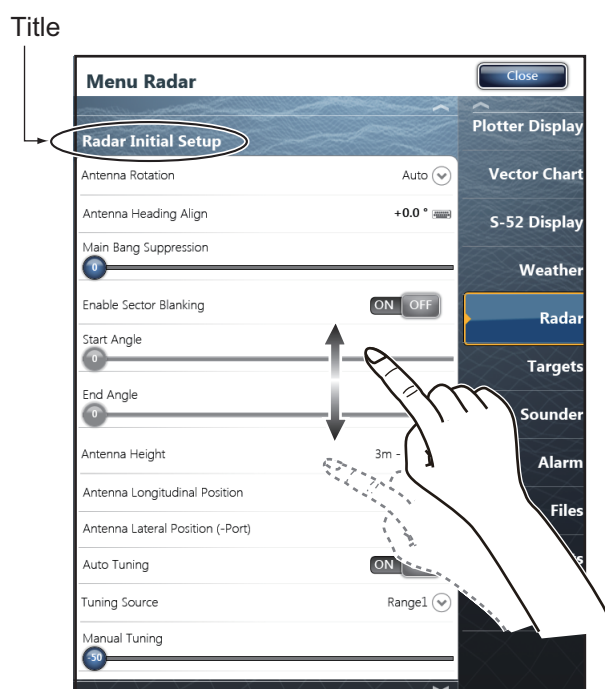 Title
Menu Radar
Close
Radar Initial Setup
Antenna Rotation
Auto
Antenna Heading Align
+0.0 °
Main Bang Suppression
0
Enable Sector Blanking
ON OFF
Start Angle
0
End Angle
0
Antenna Height
3m -
Antenna Longitudinal Position
Antenna Lateral Position (-Port)
Auto Tuning
ON
Tuning Source
Range1
Manual Tuning
-50
Plotter Display
Vector Chart
S-52 Display
Weather
Radar
Targets
Sounder
Alarm
Files